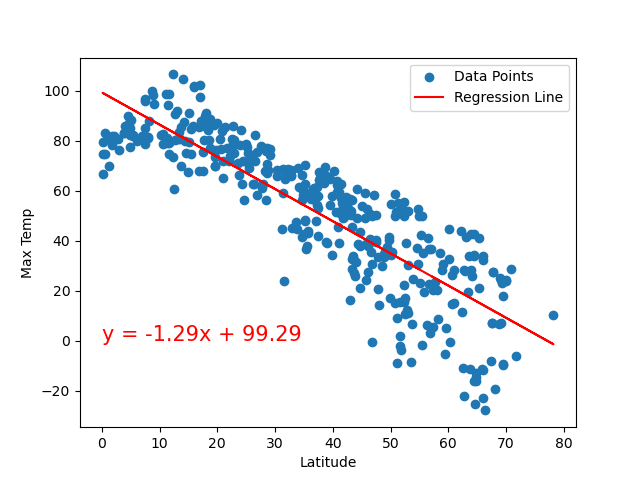 Data Points
Regression Line
100
80
60
40
20
0
−20
Max Temp
y = -1.29x + 99.29
0 10 20 30 40 50 60 70 80
Latitude